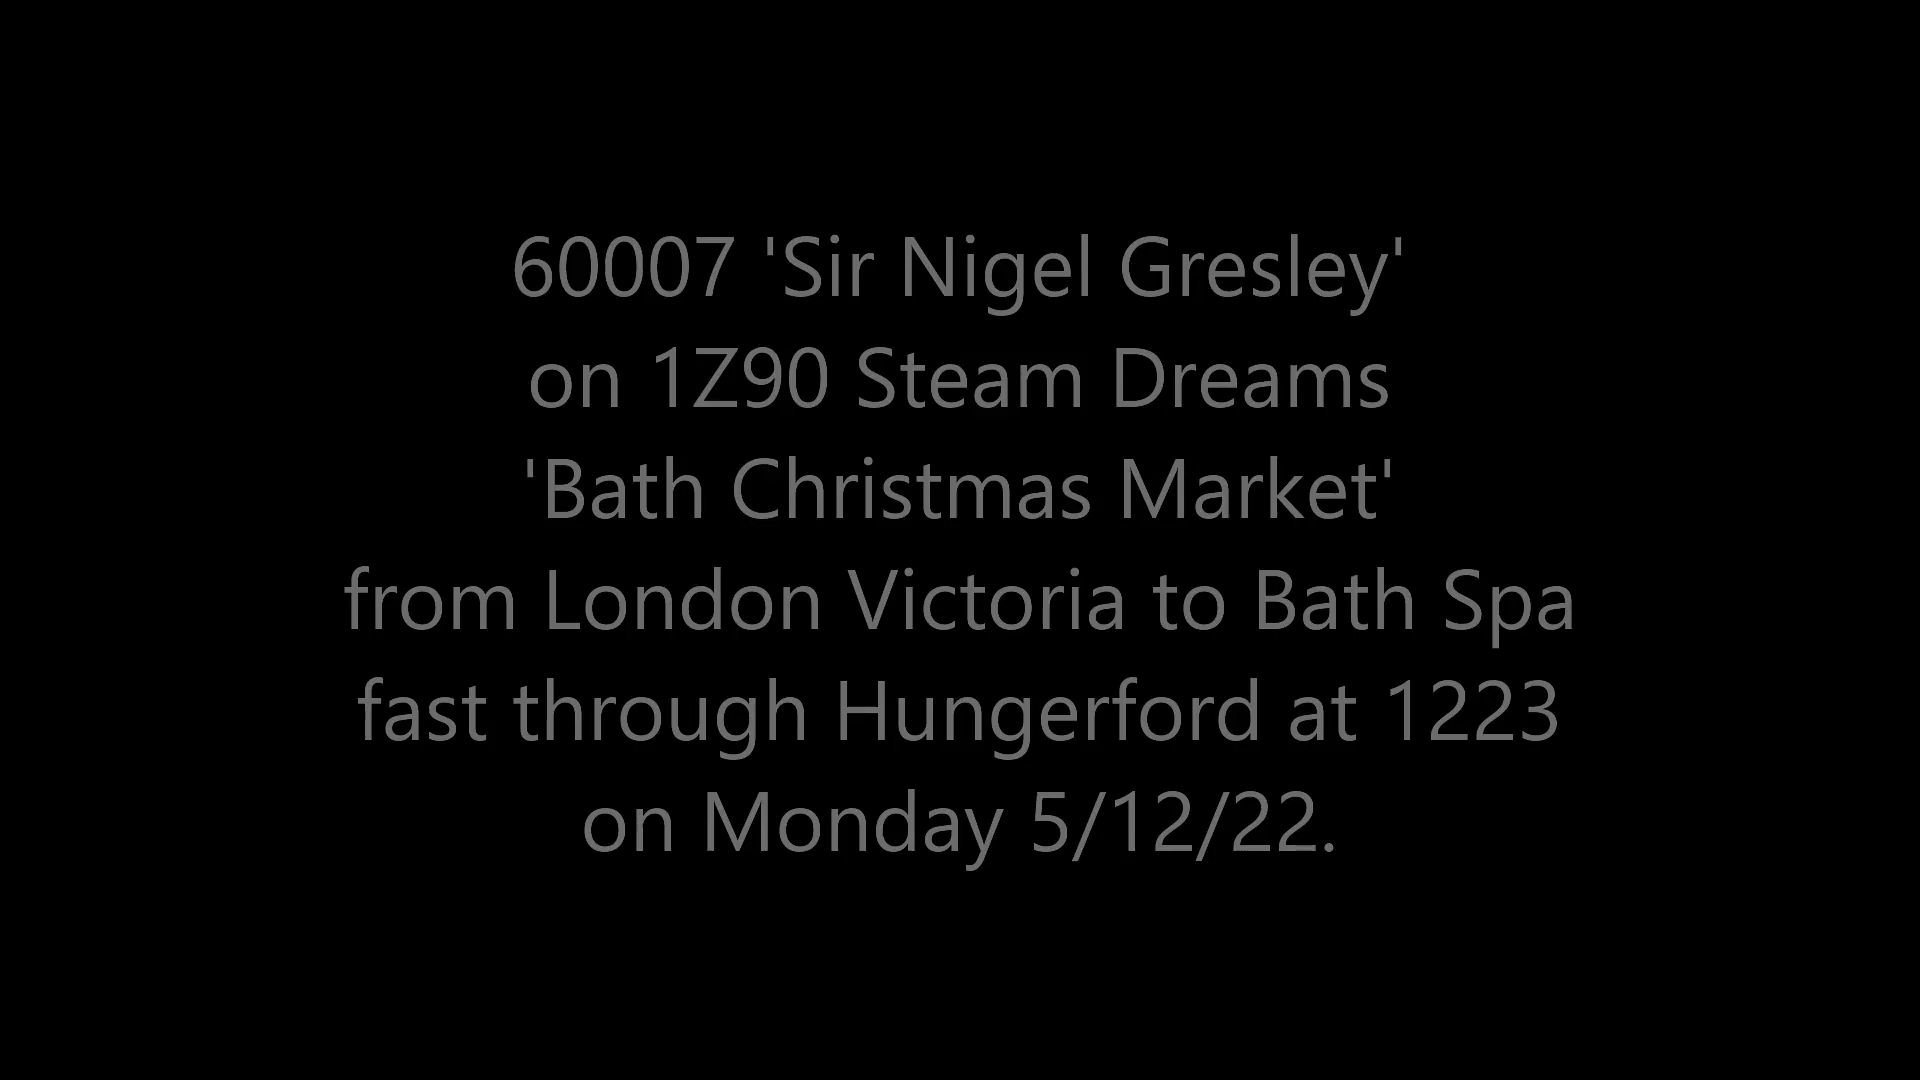 60007 'Sir Nigel Gresley'
on 1Z90 Steam Dreams
'Bath Christmas Market'
from London Victoria to Bath Spa
fast through Hungerford at 1223
on Monday 5/12/22.